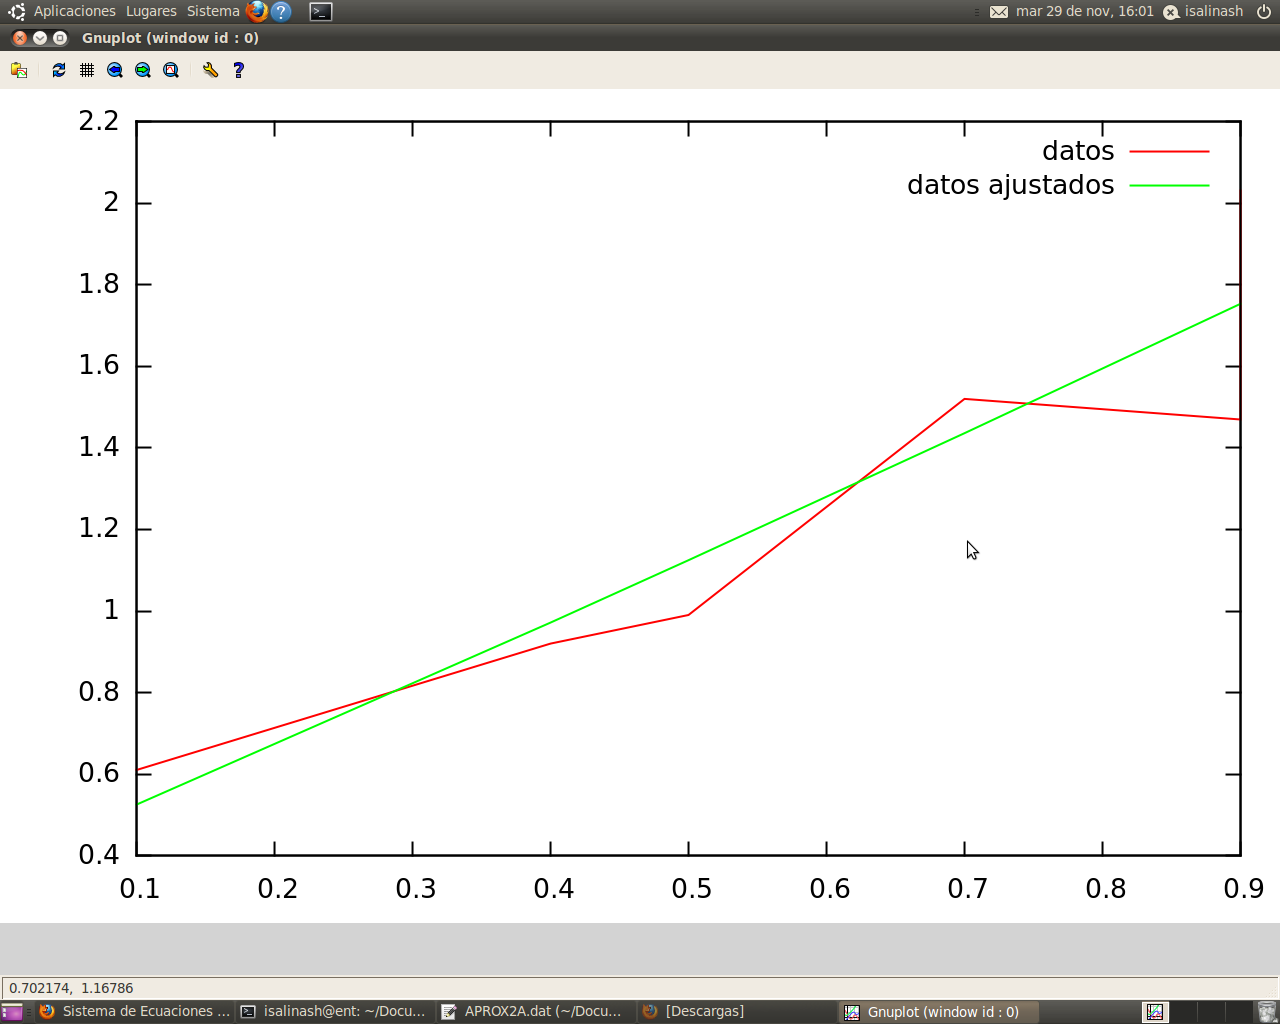 Aplicaciones Lugares Sistema mar 29 de nov, 16:01 isalinash
Gnuplot (window id : 0)
2.2
datos
datos ajustados
2
1.8
1.6
1.4
1.2
1
0.8
0.6
0.4
0.1 0.2 0.3 0.4 0.5 0.6 0.7 0.8 0.9
0.702174, 1.16786
Sistema de Ecuaciones ... isalinash@ent: ~/Docu... APROX2A.dat (~/Docu... [Descargas] Gnuplot (window id : 0)